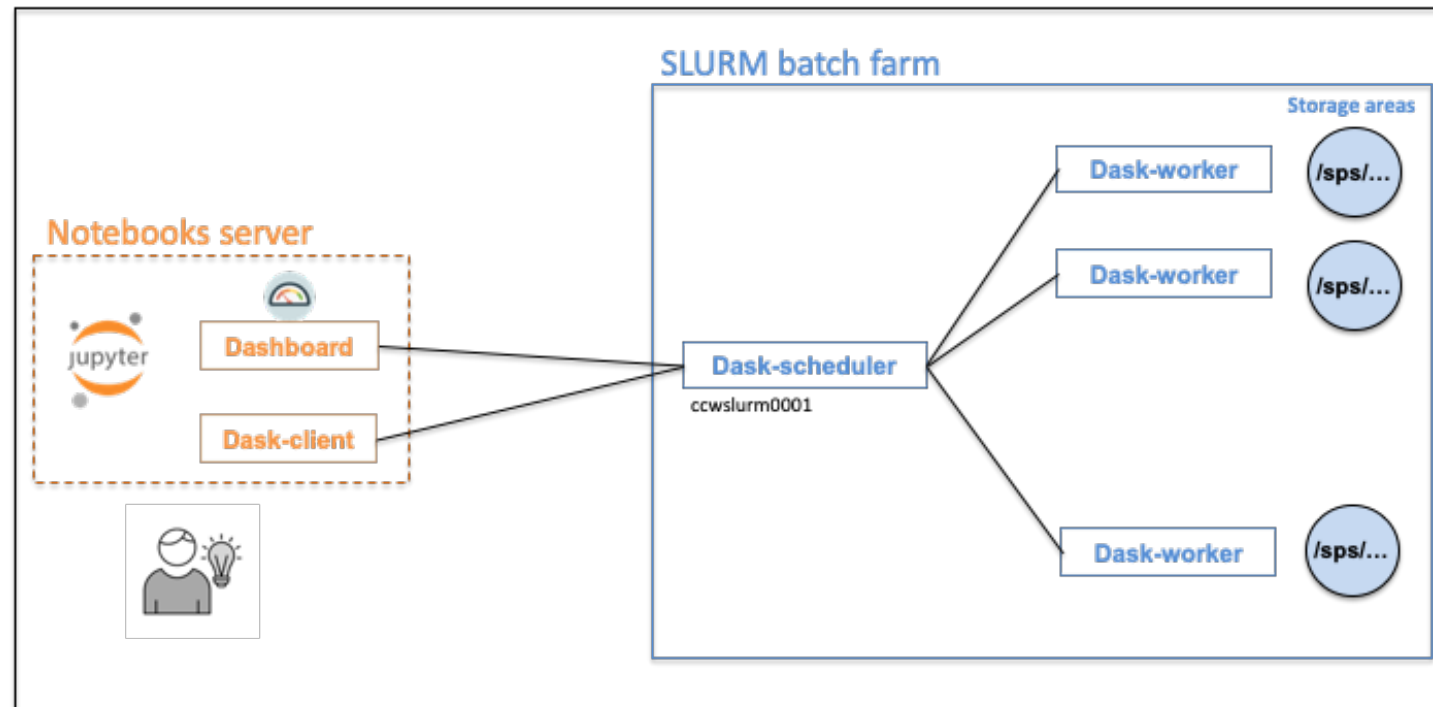 SLURM batch farm
Storage areas
Dask-worker
/sps/...
Dask-worker
/sps/...
Notebooks server
jupyter
Dashboard
Dask-client
Dask-scheduler
ccwslurm0001
Dask-worker
/sps/...